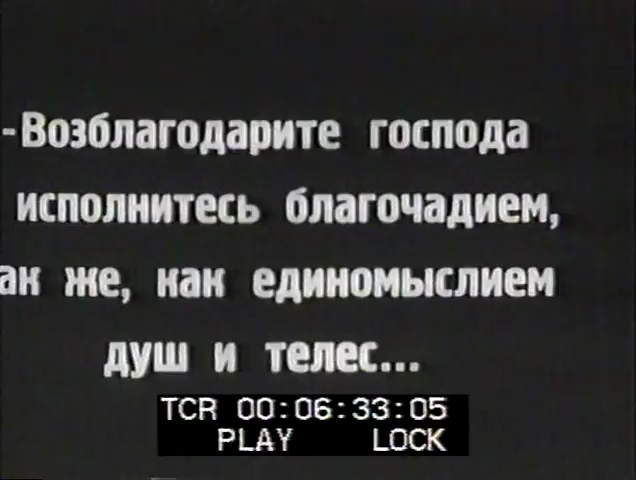 -Возблагодарите господа
исполнитесь благочадием,
ак же, как единомыслием
душ и телес...
TCR 00:06:33:05
PLAY LOCK